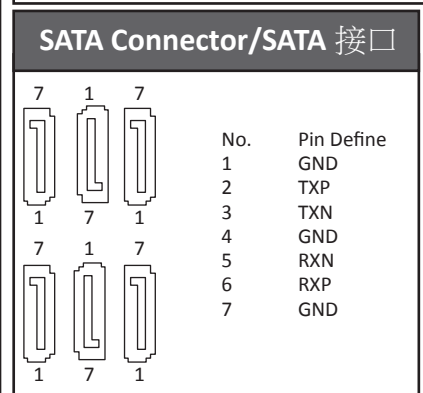 SATA Connector/SATA 接口
7 1 7
1 7 1
7 1 7
1 7 1
No. Pin Define
1 GND
2 TXP
3 TXN
4 GND
5 RXN
6 RXP
7 GND